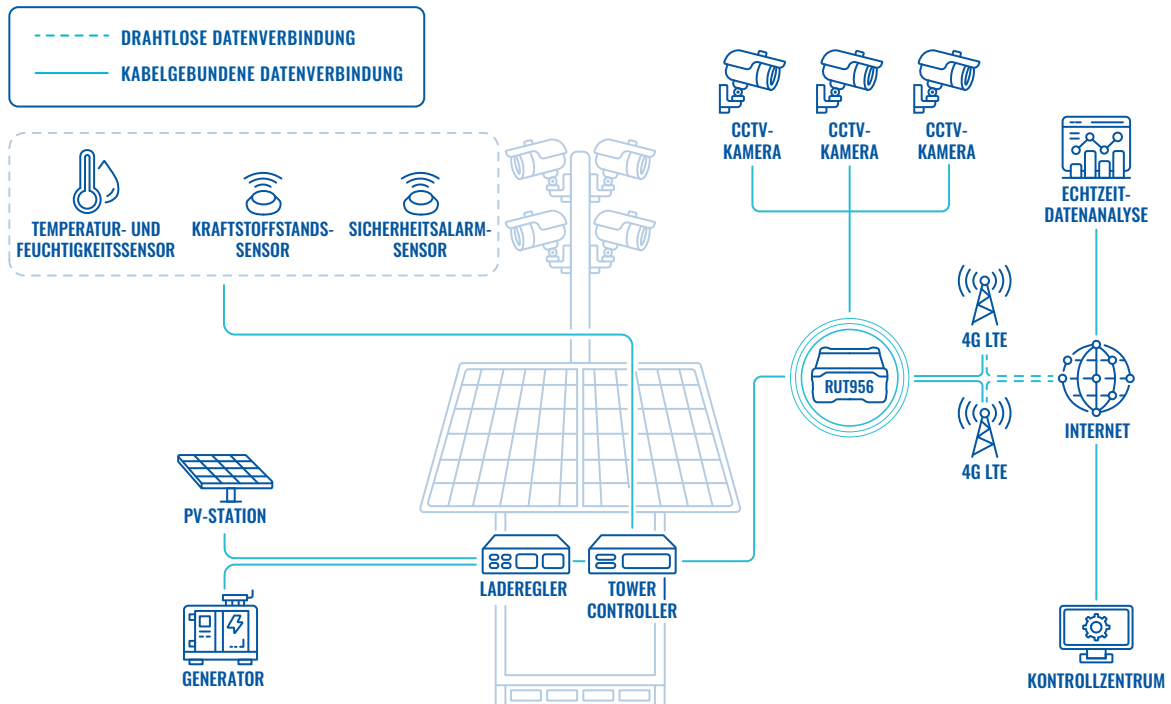 DRAHTLOSE DATENVERBINDUNG
KABELGEBUNDENE DATENVERBINDUNG
TEMPERATUR- UND
FEUCHTIGKEITSSENSOR
KRAFTSTOFFSTANDS-
SENSOR
SICHERHEITSALARM-
SENSOR
CCTV-
KAMERA
CCTV-
KAMERA
CCTV-
KAMERA
ECHTZEIT-
DATENANALYSE
4G LTE
RUT956
4G LTE
INTERNET
PV-STATION
LADEREGLER
TOWER
CONTROLLER
GENERATOR
KONTROLLZENTRUM